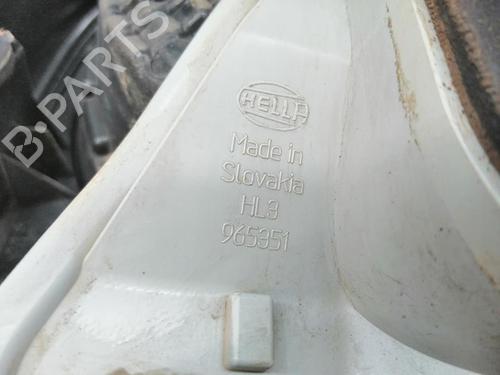 B-PARTS
HELLA
Made in
Slovakia
HL3
965351